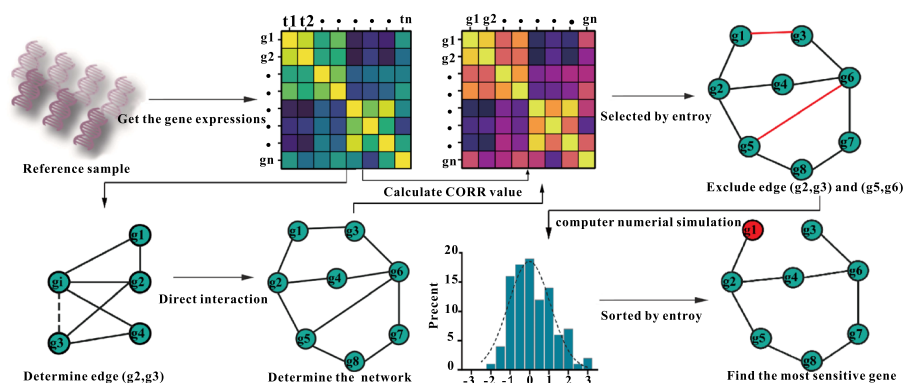 t1 t2 • • • • tn
g1
g2
•
•
•
•
•
gn
g1 g2 • • • • • gn
g1
g2
•
•
•
•
•
gn
g1 g3
g2 g4 g6
g5 g7
g8
Get the gene expressions
Selected by entroy
Reference sample
Calculate CORR value
Exclude edge (g2,g3) and (g5,g6)
computer numerial simulation
g1
gi g2
g3 g4
Direct interaction
g1 g3
g2 g4 g6
g5 g7
g8
Precent
20
15
10
5
0
-3 -2 -1 0 1 2 3
Sorted by entroy
g1 g3
g2 g4 g6
g5 g7
g8
Determine edge (g2,g3)
Determine the network
Find the most sensitive gene